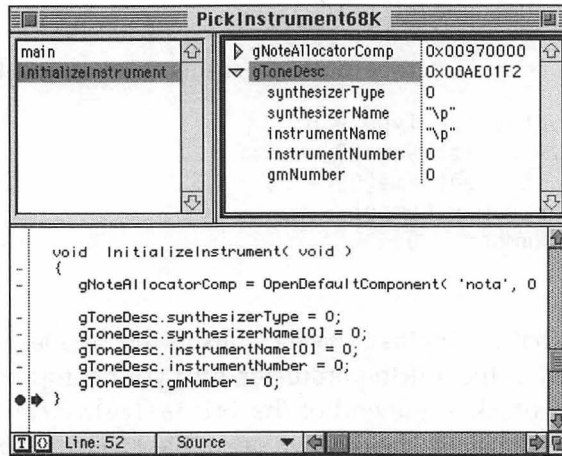 PickInstrument68K
main
InitializeInstrument
gNoteAllocatorComp 0x00970000
gToneDesc 0x00AE01F2
synthesizerType 0
synthesizerName "\p"
instrumentName "\p"
instrumentNumber 0
gmNumber 0
void InitializeInstrument( void )
{
gNoteAllocatorComp = OpenDefaultComponent( 'nota', 0
gToneDesc.synthesizerType = 0;
gToneDesc.synthesizerName[0] = 0;
gToneDesc.instrumentName[0] = 0;
gToneDesc.instrumentNumber = 0;
gToneDesc.gmNumber = 0;
}
Line: 52 Source